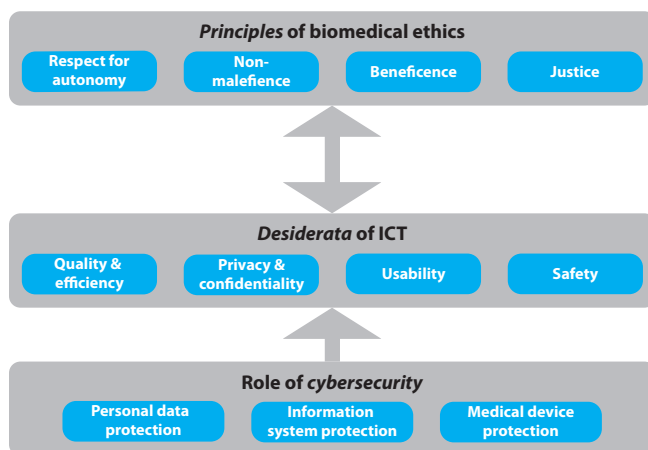 Principles of biomedical ethics
Respect for
autonomy
Non-
malefience
Beneficence
Justice
Desiderata of ICT
Quality &
efficiency
Privacy &
confidentiality
Usability
Safety
Role of cybersecurity
Personal data
protection
Information
system protection
Medical device
protection